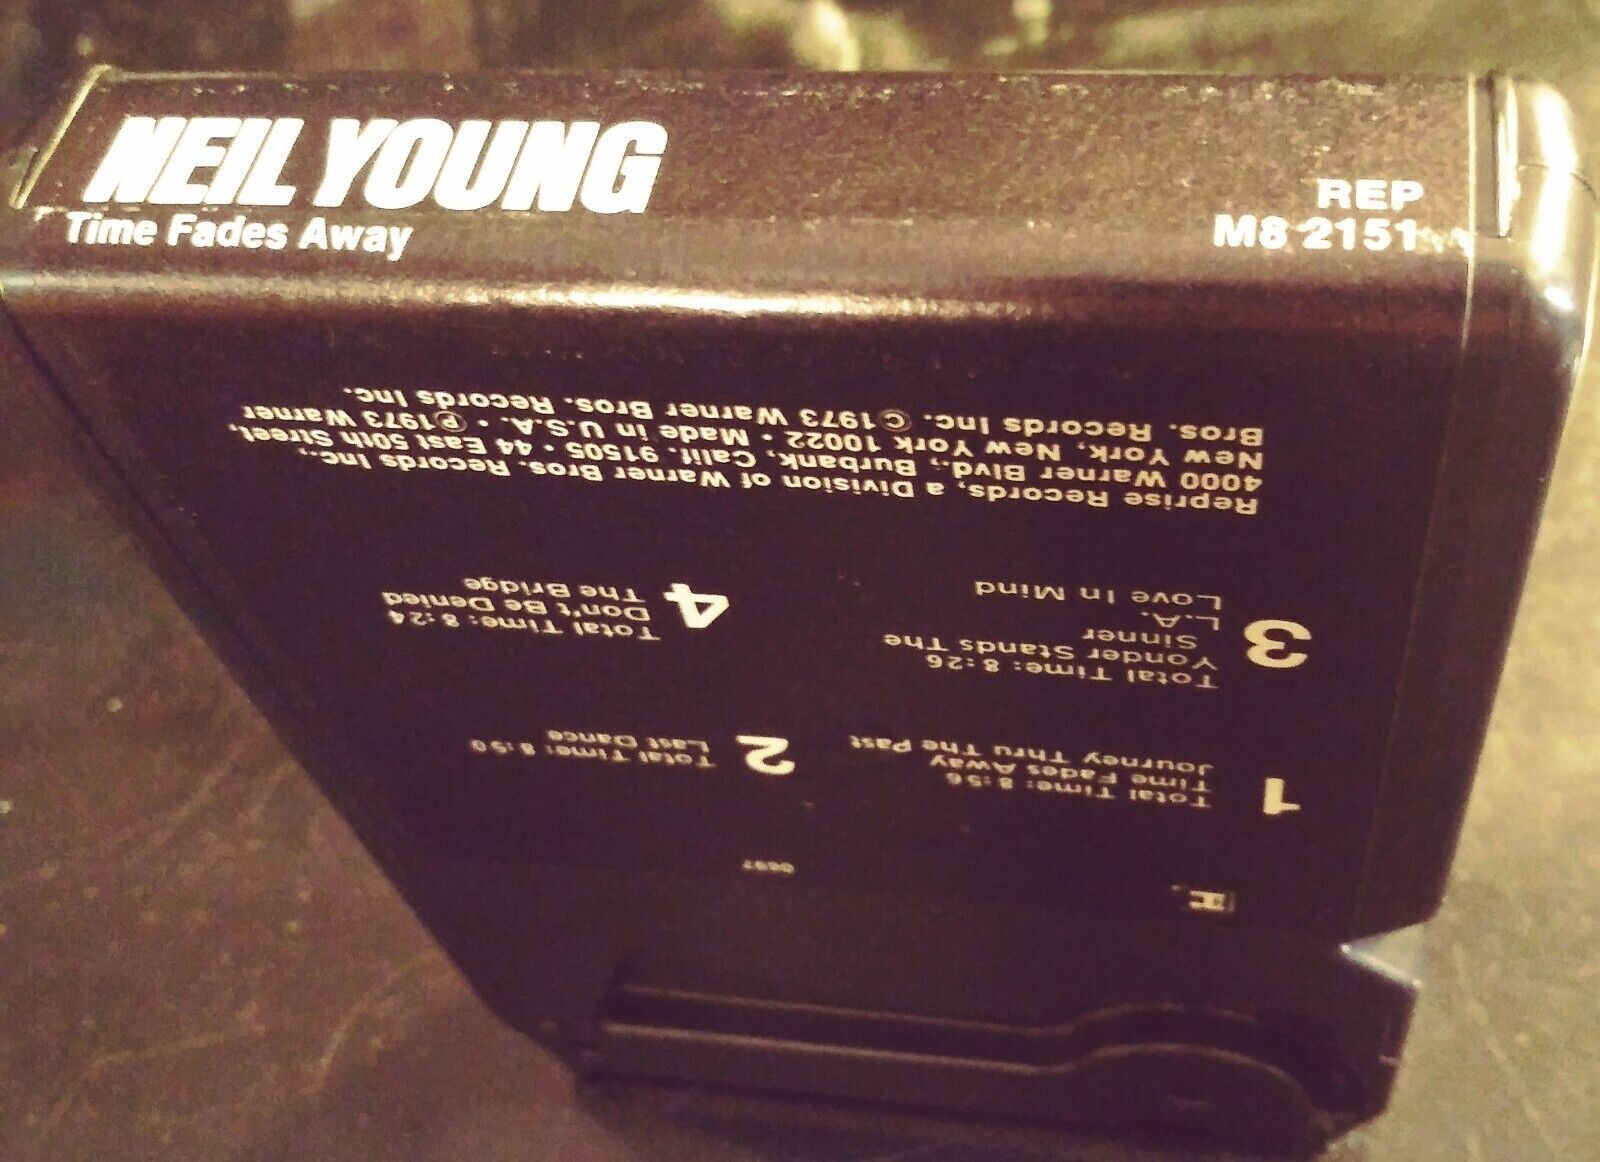 NEIL YOUNG
Time Fades Away
REP
M8 2151
1
Total Time: 8:56
Time Fades Away
Journey Thru The Past
2
Total Time: 8:50
Last Dance
3
Total Time: 8:26
Yonder Stands The
Sinner
L.A.
Love In Mind
4
Total Time: 8:24
Don't Be Denied
The Bridge
Reprise Records, a Division of Warner Bros. Records Inc.,
4000 Warner Blvd., Burbank, Calif. 91505 • 44 East 50th Street,
New York, New York 10022 • Made in U.S.A. • ℗1973 Warner
Bros. Records Inc. ©1973 Warner Bros. Records Inc.